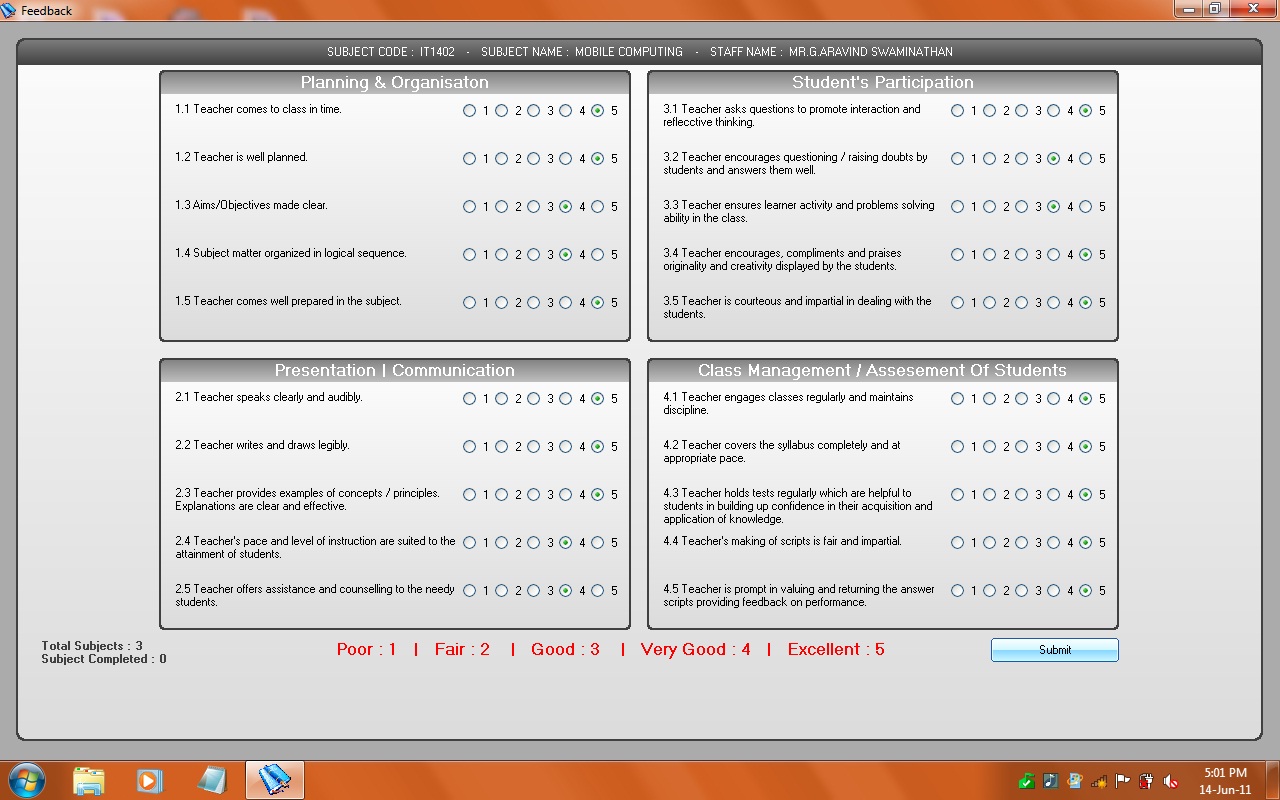 Feedback
SUBJECT CODE : IT1402 - SUBJECT NAME : MOBILE COMPUTING - STAFF NAME : MR.G.ARAVIND SWAMINATHAN
Planning & Organisaton
1.1 Teacher comes to class in time. 1 2 3 4 5
1.2 Teacher is well planned. 1 2 3 4 5
1.3 Aims/Objectives made clear. 1 2 3 4 5
1.4 Subject matter organized in logical sequence. 1 2 3 4 5
1.5 Teacher comes well prepared in the subject. 1 2 3 4 5
Student's Participation
3.1 Teacher asks questions to promote interaction and 1 2 3 4 5
reflecctive thinking.
3.2 Teacher encourages questioning / raising doubts by 1 2 3 4 5
students and answers them well.
3.3 Teacher ensures learner activity and problems solving 1 2 3 4 5
ability in the class.
3.4 Teacher encourages, compliments and praises 1 2 3 4 5
originality and creativity displayed by the students.
3.5 Teacher is courteous and impartial in dealing with the 1 2 3 4 5
students.
Presentation | Communication
2.1 Teacher speaks clearly and audibly. 1 2 3 4 5
2.2 Teacher writes and draws legibly. 1 2 3 4 5
2.3 Teacher provides examples of concepts / principles. 1 2 3 4 5
Explanations are clear and effective.
2.4 Teacher's pace and level of instruction are suited to the 1 2 3 4 5
attainment of students.
2.5 Teacher offers assistance and counselling to the needy 1 2 3 4 5
students.
Class Management / Assesement Of Students
4.1 Teacher engages classes regularly and maintains 1 2 3 4 5
discipline.
4.2 Teacher covers the syllabus completely and at 1 2 3 4 5
appropriate pace.
4.3 Teacher holds tests regularly which are helpful to 1 2 3 4 5
students in building up confidence in their acquisition and
application of knowledge.
4.4 Teacher's making of scripts is fair and impartial. 1 2 3 4 5
4.5 Teacher is prompt in valuing and returning the answer 1 2 3 4 5
scripts providing feedback on performance.
Total Subjects : 3
Subject Completed : 0
Poor : 1 | Fair : 2 | Good : 3 | Very Good : 4 | Excellent : 5
Submit
5:01 PM
14-Jun-11